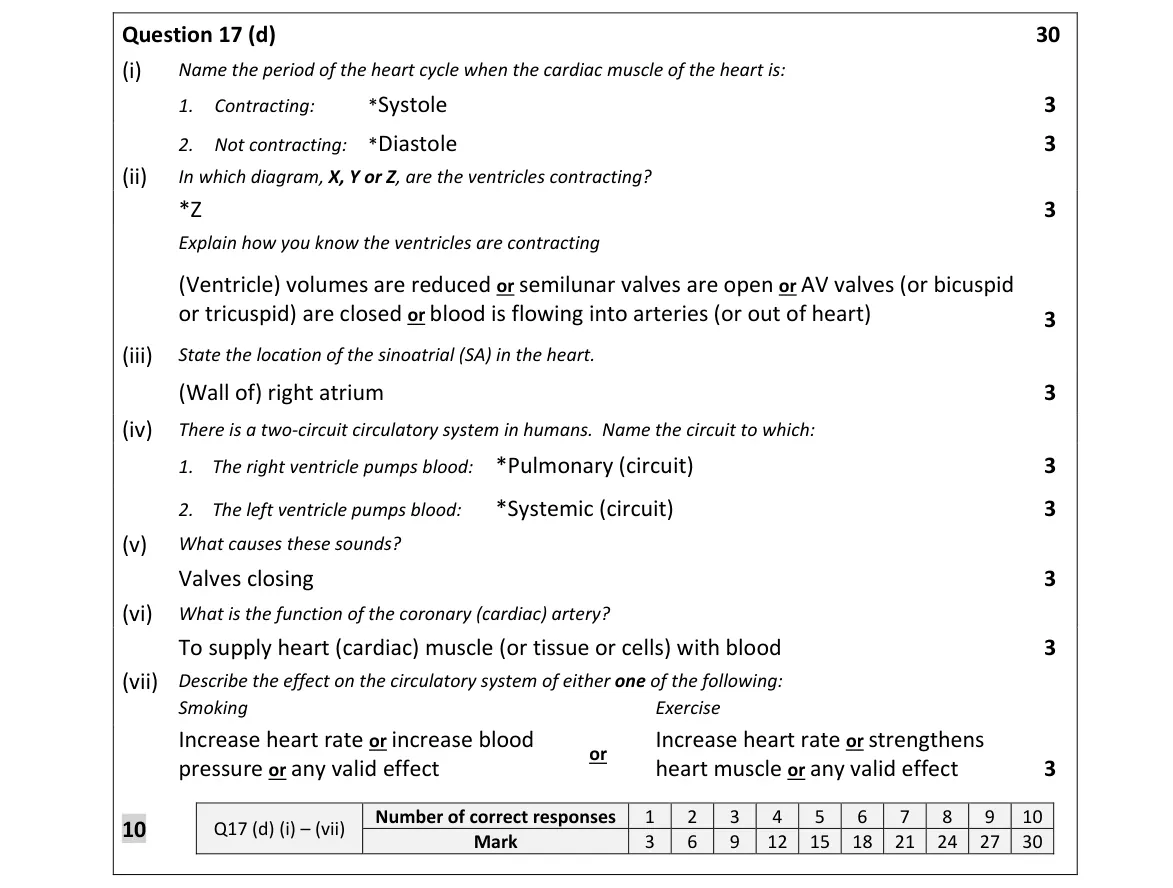 Question 17 (d) 30
(i) Name the period of the heart cycle when the cardiac muscle of the heart is:
1. Contracting: *Systole 3
2. Not contracting: *Diastole 3
(ii) In which diagram, X, Y or Z, are the ventricles contracting?
*Z 3
Explain how you know the ventricles are contracting
(Ventricle) volumes are reduced or semilunar valves are open or AV valves (or bicuspid
or tricuspid) are closed or blood is flowing into arteries (or out of heart) 3
(iii) State the location of the sinoatrial (SA) in the heart.
(Wall of) right atrium 3
(iv) There is a two-circuit circulatory system in humans. Name the circuit to which:
1. The right ventricle pumps blood: *Pulmonary (circuit) 3
2. The left ventricle pumps blood: *Systemic (circuit) 3
(v) What causes these sounds?
Valves closing 3
(vi) What is the function of the coronary (cardiac) artery?
To supply heart (cardiac) muscle (or tissue or cells) with blood 3
(vii) Describe the effect on the circulatory system of either one of the following:
Smoking Exercise
Increase heart rate or increase blood or Increase heart rate or strengthens
pressure or any valid effect heart muscle or any valid effect 3
10 Q17 (d) (i) – (vii) Number of correct responses 1 2 3 4 5 6 7 8 9 10
Mark 3 6 9 12 15 18 21 24 27 30